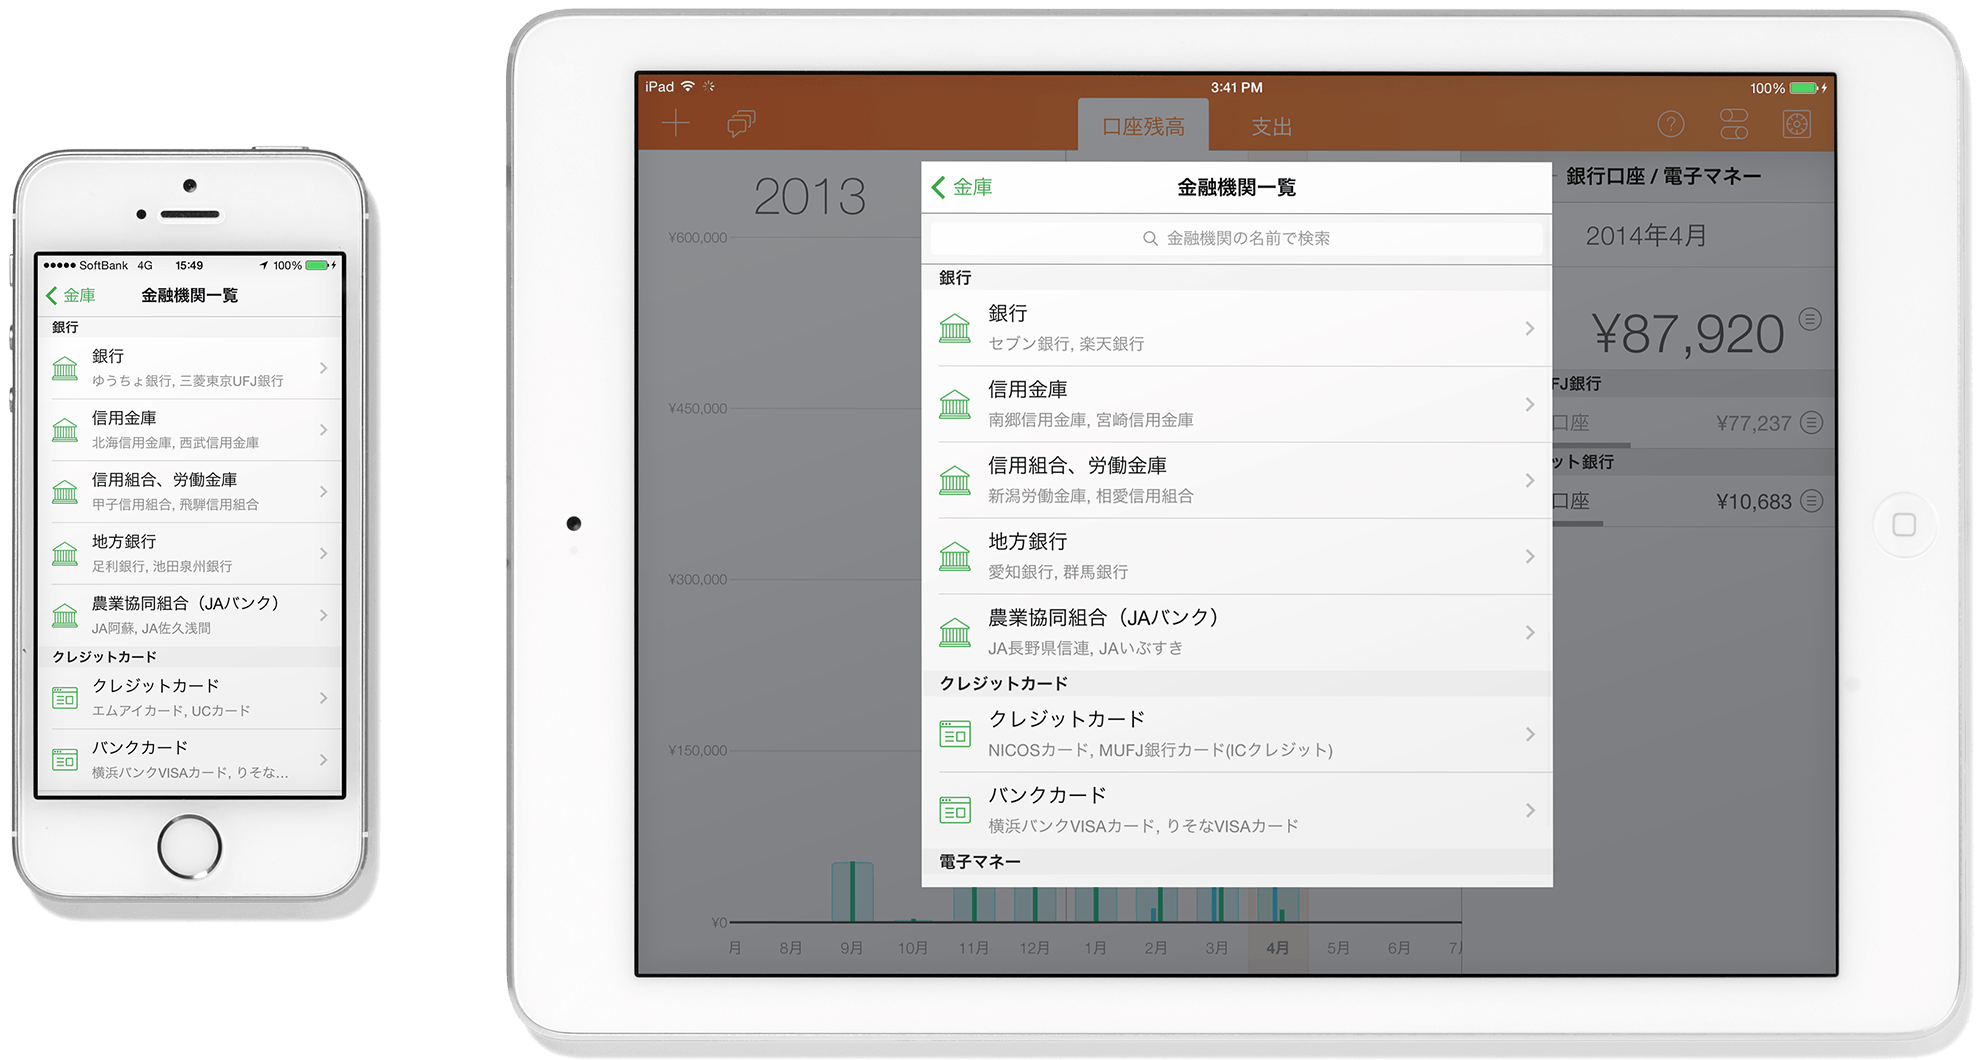 SoftBank 4G 15:49 100%
金庫 金融機関一覧
銀行
銀行
ゆうちょ銀行, 三菱東京UFJ銀行
信用金庫
北海信用金庫, 西武信用金庫
信用組合、労働金庫
甲子信用組合, 飛騨信用組合
地方銀行
足利銀行, 池田泉州銀行
農業協同組合（JAバンク）
JA阿蘇, JA佐久浅間
クレジットカード
クレジットカード
エムアイカード, UCカード
バンクカード
横浜バンクVISAカード, りそな…
iPad 3:41 PM 100%
口座残高 支出 ?
2013
¥600,000
¥450,000
¥300,000
¥150,000
¥0
月 8月 9月 10月 11月 12月 1月 2月 3月 4月 5月 6月 7
金庫 金融機関一覧
金融機関の名前で検索
銀行
銀行
セブン銀行, 楽天銀行
信用金庫
南郷信用金庫, 宮崎信用金庫
信用組合、労働金庫
新潟労働金庫, 相愛信用組合
地方銀行
愛知銀行, 群馬銀行
農業協同組合（JAバンク）
JA長野県信連, JAいぶすき
クレジットカード
クレジットカード
NICOSカード, MUFJ銀行カード(ICクレジット)
バンクカード
横浜バンクVISAカード, りそなVISAカード
電子マネー
銀行口座 / 電子マネー
2014年4月
¥87,920
FJ銀行
口座 ¥77,237
ット銀行
口座 ¥10,683